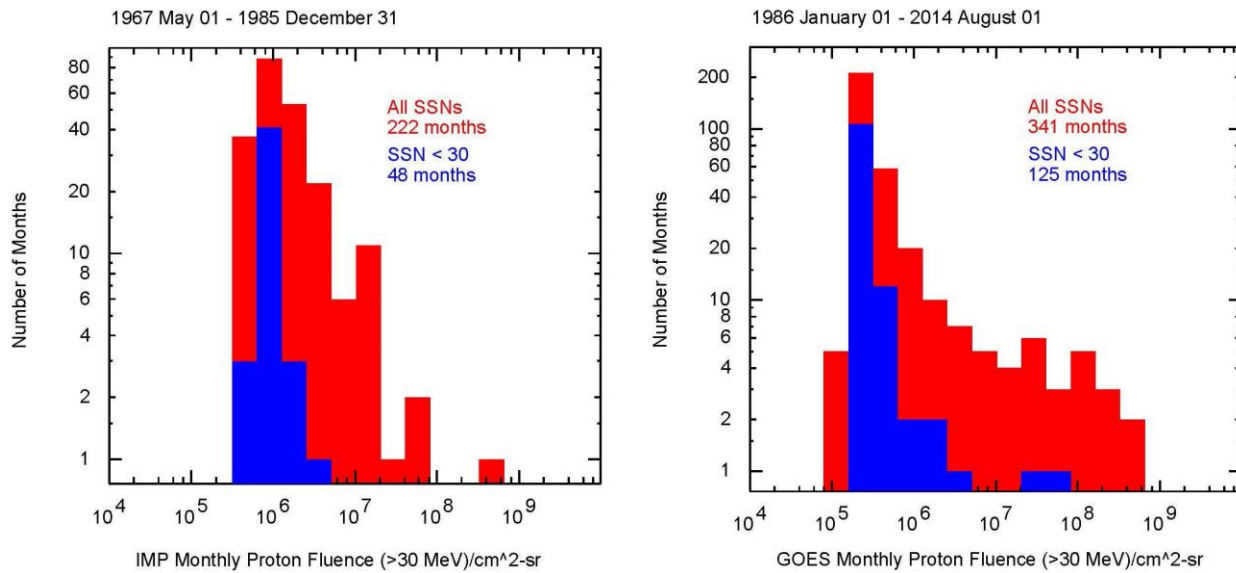 1967 May 01 - 1985 December 31
80
60
40
20
10
8
6
4
2
1
Number of Months
All SSNs
222 months
SSN < 30
48 months
10^4 10^5 10^6 10^7 10^8 10^9
IMP Monthly Proton Fluence (>30 MeV)/cm^2-sr
1986 January 01 - 2014 August 01
200
100
80
60
40
20
10
8
6
4
2
1
Number of Months
All SSNs
341 months
SSN < 30
125 months
10^4 10^5 10^6 10^7 10^8 10^9
GOES Monthly Proton Fluence (>30 MeV)/cm^2-sr